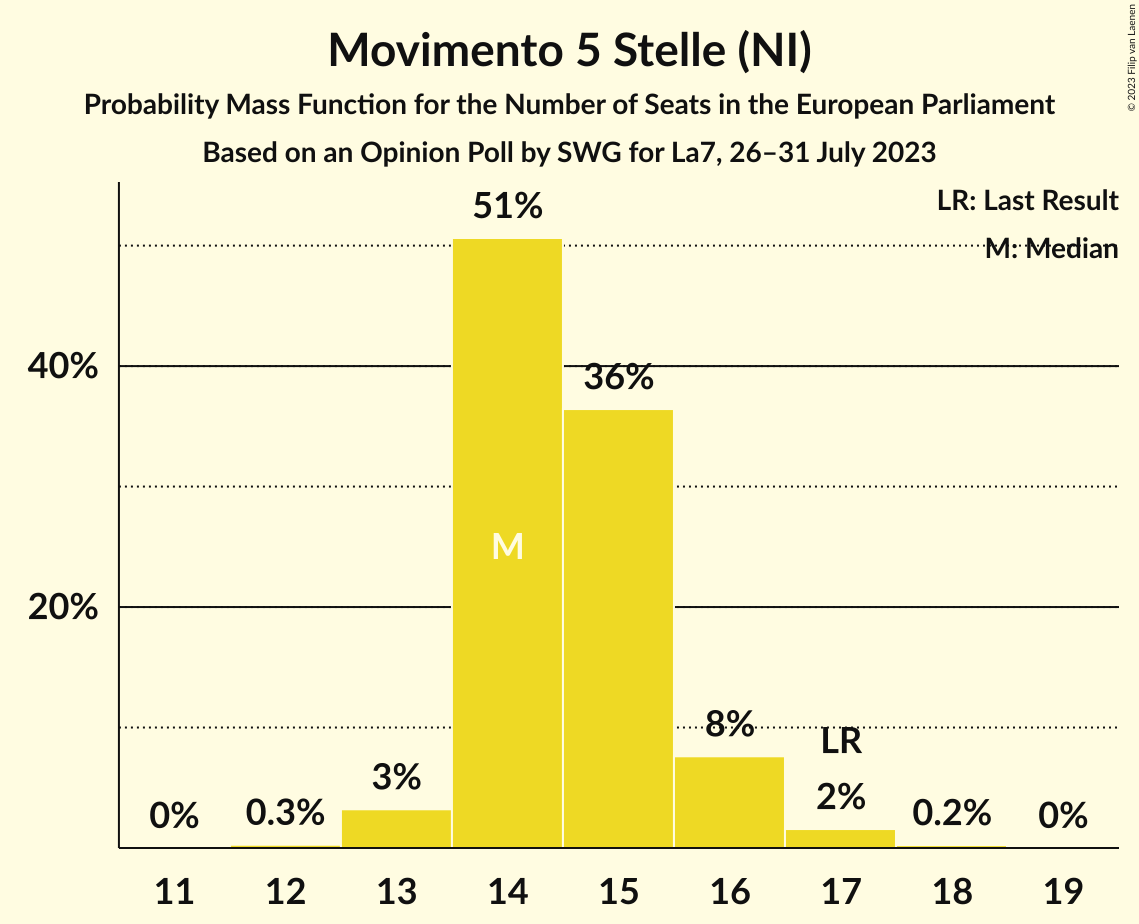 Movimento 5 Stelle (NI)
Probability Mass Function for the Number of Seats in the European Parliament
Based on an Opinion Poll by SWG for La7, 26–31 July 2023
© 2023 Filip van Laenen
LR: Last Result
M: Median
51%
40%
36%
M
20%
8%
LR
3%
2%
0%
0.3%
0.2%
0%
11 12 13 14 15 16 17 18 19